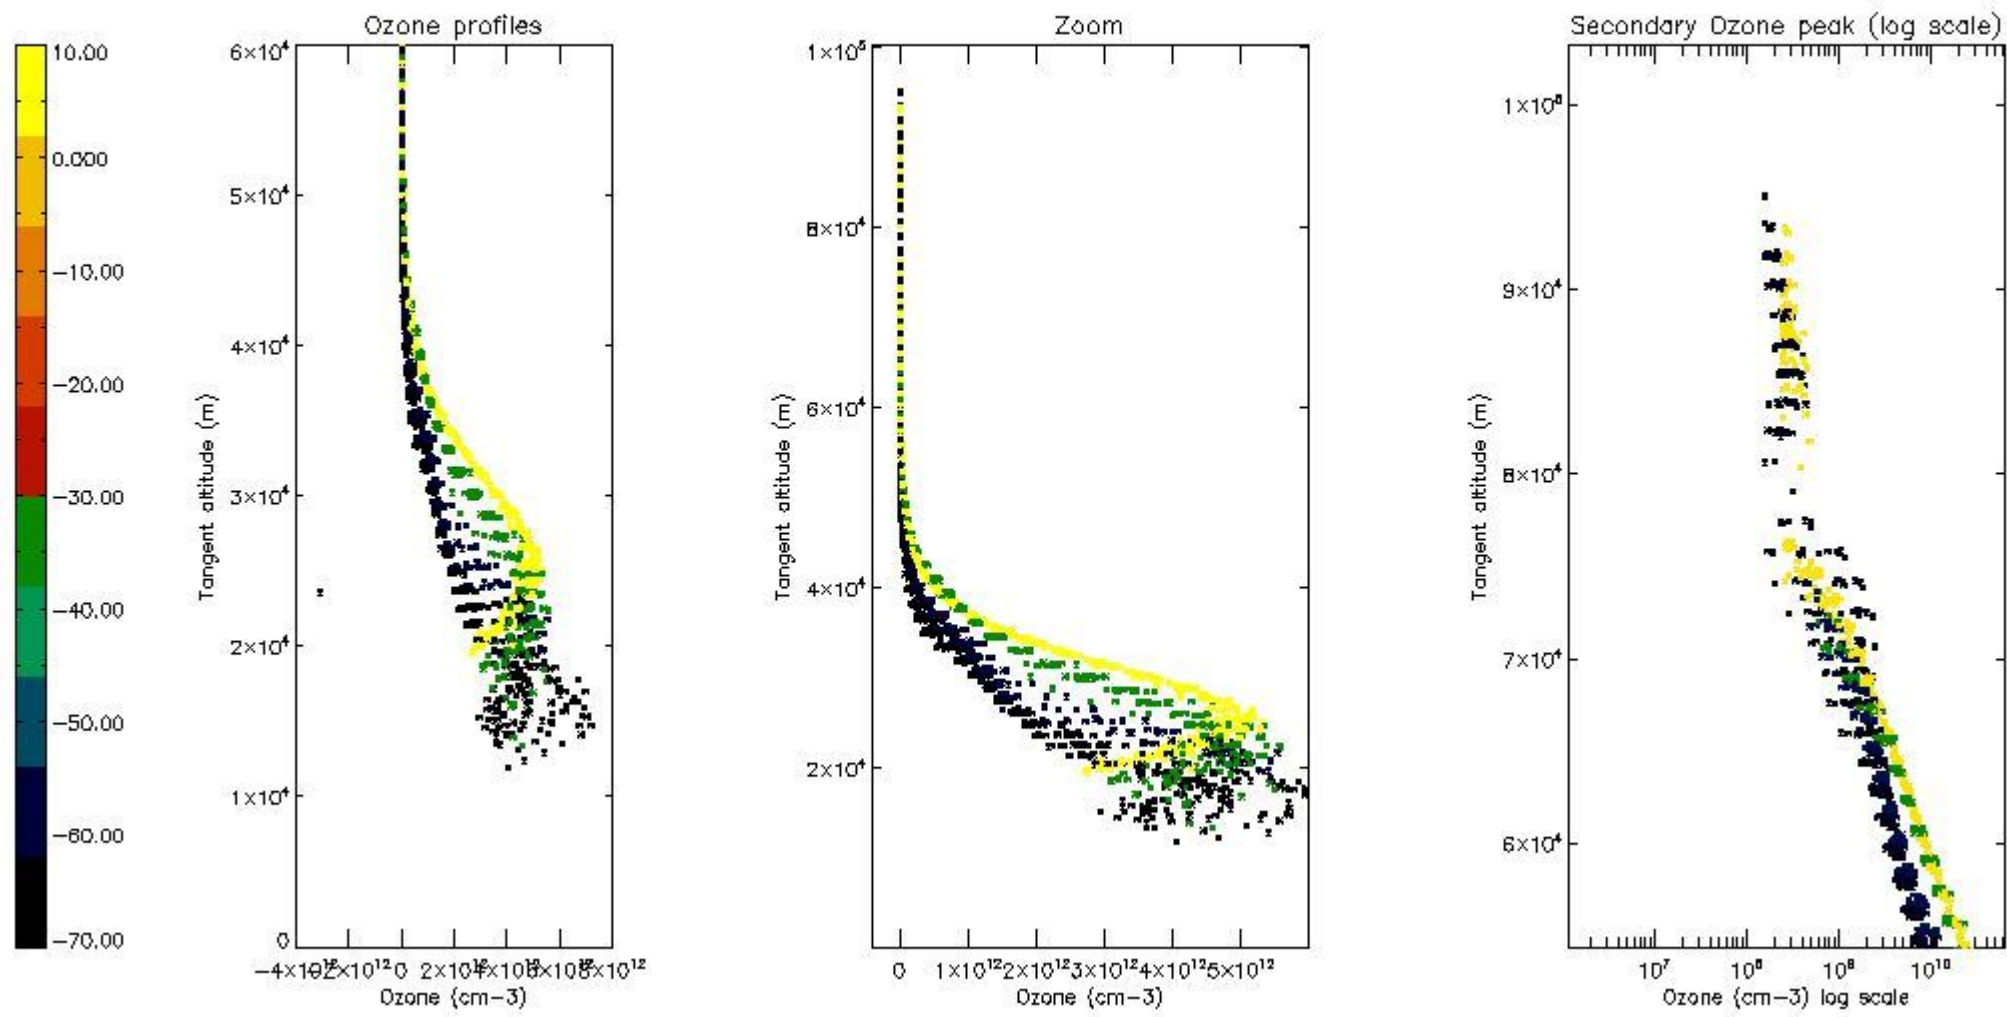 Ozone profiles
Zoom
Secondary Ozone peak (log scale)
10.00
0.000
−10.00
−20.00
−30.00
−40.00
−50.00
−60.00
−70.00
6×10⁴
5×10⁴
4×10⁴
3×10⁴
2×10⁴
1×10⁴
0
Tangent altitude (m)
0
Ozone (cm−3)
1×10⁵
8×10⁴
6×10⁴
4×10⁴
2×10⁴
Tangent altitude (m)
0 1×10¹² 2×10¹² 3×10¹² 4×10¹² 5×10¹²
Ozone (cm−3)
9×10⁴
8×10⁴
7×10⁴
6×10⁴
Tangent altitude (m)
10⁷ 10⁸ 10⁹ 10¹⁰
Ozone (cm−3) log scale